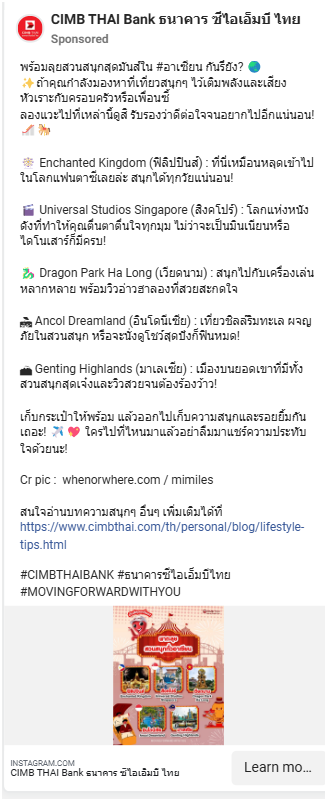 CIMB THAI Bank ธนาคาร ซีไอเอ็มบี ไทย
Sponsored
พร้อมลุยสวนสนุกสุดมันส์ใน #อาเซียน กันรึยัง? 🌏
✨ ถ้าคุณกำลังมองหาที่เที่ยวสนุกๆ ไว้เติมพลังและเสียง
หัวเราะกับครอบครัวหรือเพื่อนซี้
ลองแวะไปที่เหล่านี้ดูสิ รับรองว่าดีต่อใจจนอยากไปอีกแน่นอน!
🎢 🎠
🎡 Enchanted Kingdom (ฟิลิปปินส์) : ที่นี่เหมือนหลุดเข้าไป
ในโลกแฟนตาซีเลยล่ะ สนุกได้ทุกวัยแน่นอน!
🎬 Universal Studios Singapore (สิงคโปร์) : โลกแห่งหนัง
ดังที่ทำให้คุณตื่นตาตื่นใจทุกมุม ไม่ว่าจะเป็นมินเนียนหรือ
ไดโนเสาร์ก็มีครบ!
🐉 Dragon Park Ha Long (เวียดนาม) : สนุกไปกับเครื่องเล่น
หลากหลาย พร้อมวิวอ่าวฮาลองที่สวยสะกดใจ
🏊 Ancol Dreamland (อินโดนีเซีย) : เที่ยวชิลล์ริมทะเล ผจญ
ภัยในสวนสนุก หรือจะนั่งดูโชว์สุดปังก็ฟินหมด!
🌋 Genting Highlands (มาเลเซีย) : เมืองบนยอดเขาที่มีทั้ง
สวนสนุกสุดเจ๋งและวิวสวยจนต้องร้องว้าว!
เก็บกระเป๋าให้พร้อม แล้วออกไปเก็บความสนุกและรอยยิ้มกัน
เถอะ! ✈️ 💖 ใครไปที่ไหนมาแล้วอย่าลืมมาแชร์ความประทับ
ใจด้วยนะ!
Cr pic : whenorwhere.com / mimiles
สนใจอ่านบทความสนุกๆ อื่นๆ เพิ่มเติมได้ที่
https://www.cimbthai.com/th/personal/blog/lifestyle-
tips.html
#CIMBTHAIBANK #ธนาคารซีไอเอ็มบีไทย
#MOVINGFORWARDWITHYOU
INSTAGRAM.COM
CIMB THAI Bank ธนาคาร ซีไอเอ็มบี ไทย
Learn mo...